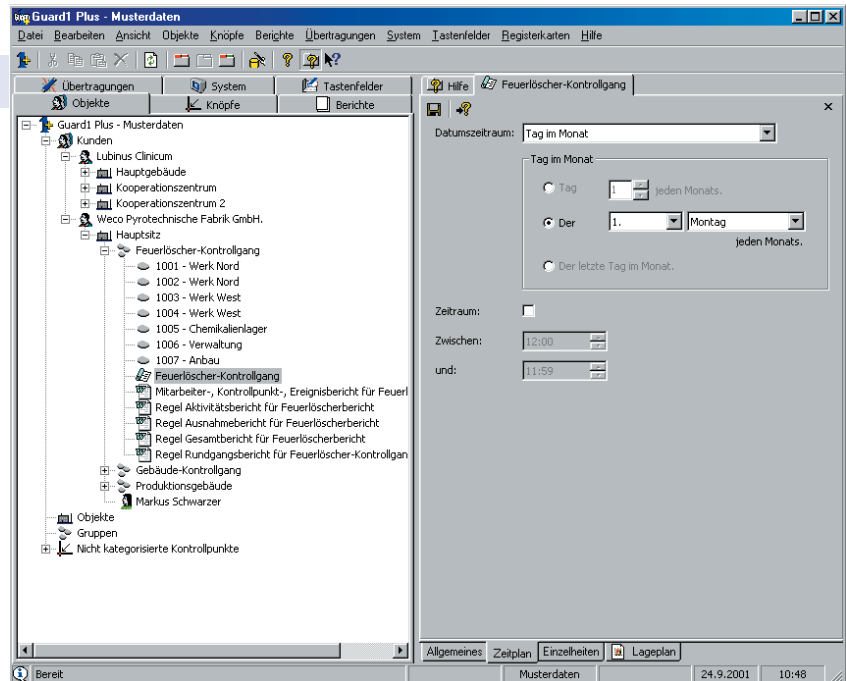 Guard1 Plus - Musterdaten
Datei Bearbeiten Ansicht Objekte Knöpfe Berichte Übertragungen System Tastenfelder Registerkarten Hilfe
Übertragungen System Tastenfelder
Objekte Knöpfe Berichte
Guard1 Plus - Musterdaten
Kunden
Lubinus Clinicum
Hauptgebäude
Kooperationszentrum
Kooperationszentrum 2
Weco Pyrotechnische Fabrik GmbH.
Hauptsitz
Feuerlöscher-Kontrollgang
1001 - Werk Nord
1002 - Werk Nord
1003 - Werk West
1004 - Werk West
1005 - Chemikalienlager
1006 - Verwaltung
1007 - Anbau
Feuerlöscher-Kontrollgang
Mitarbeiter-, Kontrollpunkt-, Ereignisbericht für Feuerl
Regel Aktivitätsbericht für Feuerlöscherbericht
Regel Ausnahmebericht für Feuerlöscherbericht
Regel Gesamtbericht für Feuerlöscherbericht
Regel Rundgangsbericht für Feuerlöscher-Kontrollgan
Gebäude-Kontrollgang
Produktionsgebäude
Markus Schwarzer
Objekte
Gruppen
Nicht kategorisierte Kontrollpunkte
Hilfe Feuerlöscher-Kontrollgang
Datumszeitraum: Tag im Monat
Tag im Monat
Tag 1 jeden Monats.
Der 1. Montag
jeden Monats.
Der letzte Tag im Monat.
Zeitraum:
Zwischen: 12:00
und: 11:59
Allgemeines Zeitplan Einzelheiten Lageplan
Bereit Musterdaten 24.9.2001 10:48